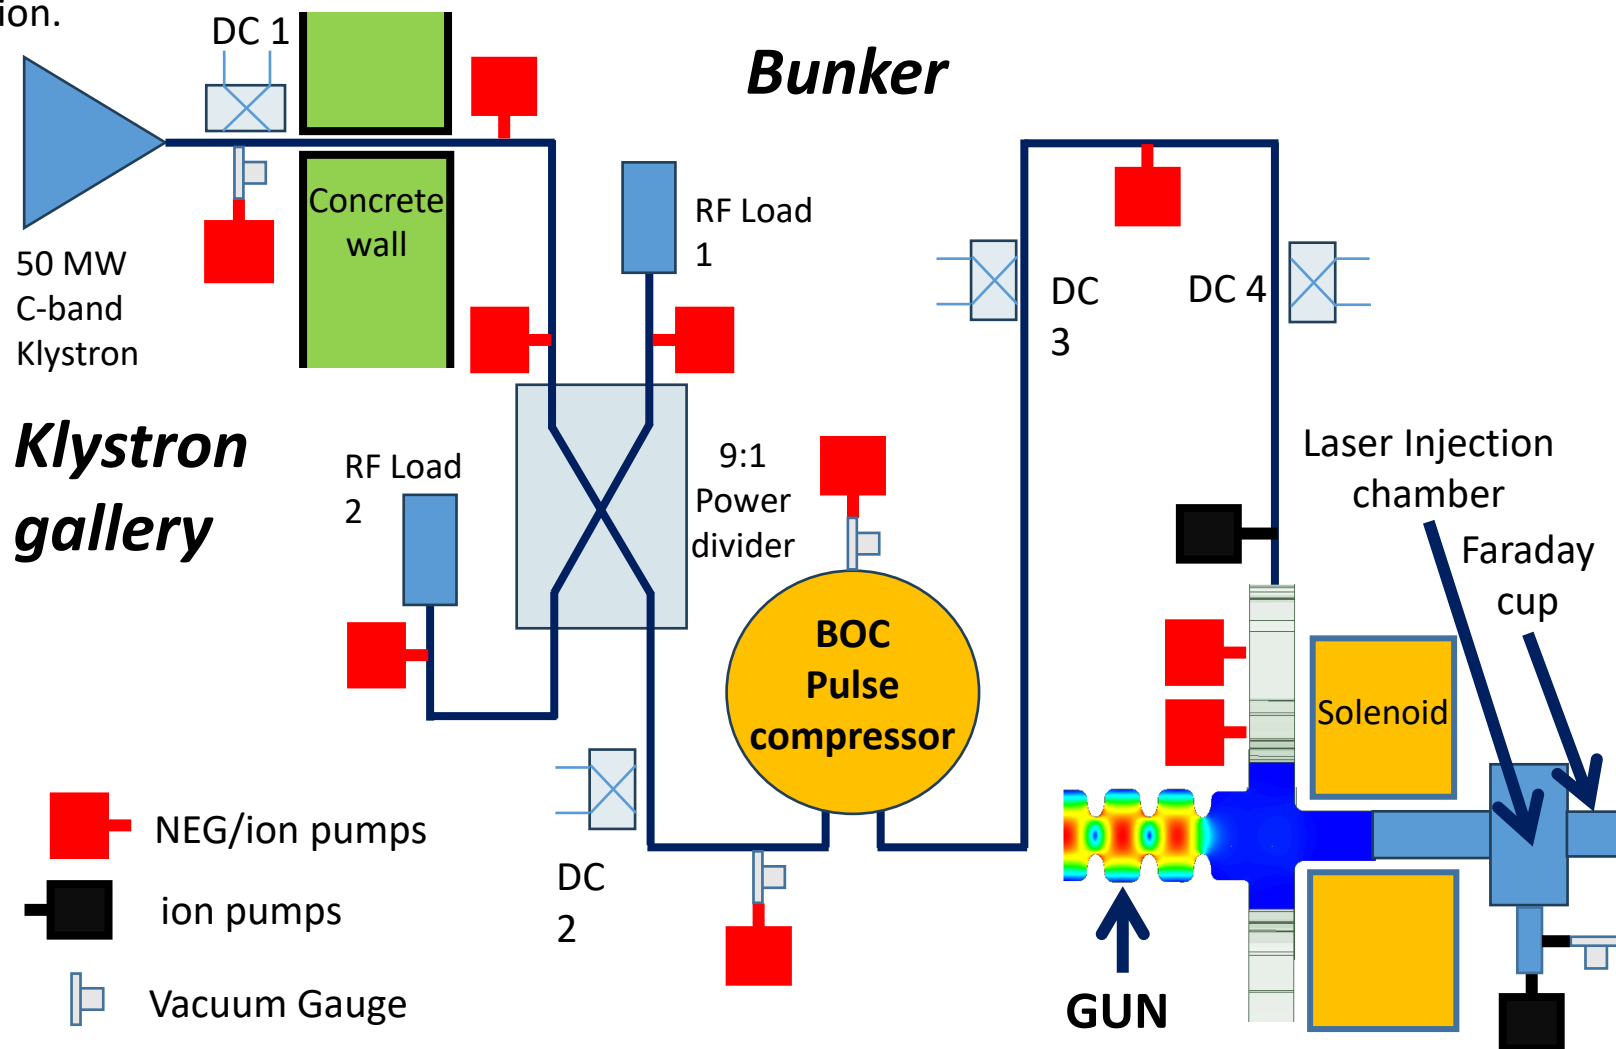 ion.
DC 1
Bunker
Concrete
wall
50 MW
C-band
Klystron
RF Load
1
DC
3
DC 4
Klystron
gallery
RF Load
2
9:1
Power
divider
Laser Injection
chamber
Faraday
cup
BOC
Pulse
compressor
Solenoid
NEG/ion pumps
ion pumps
Vacuum Gauge
DC
2
GUN